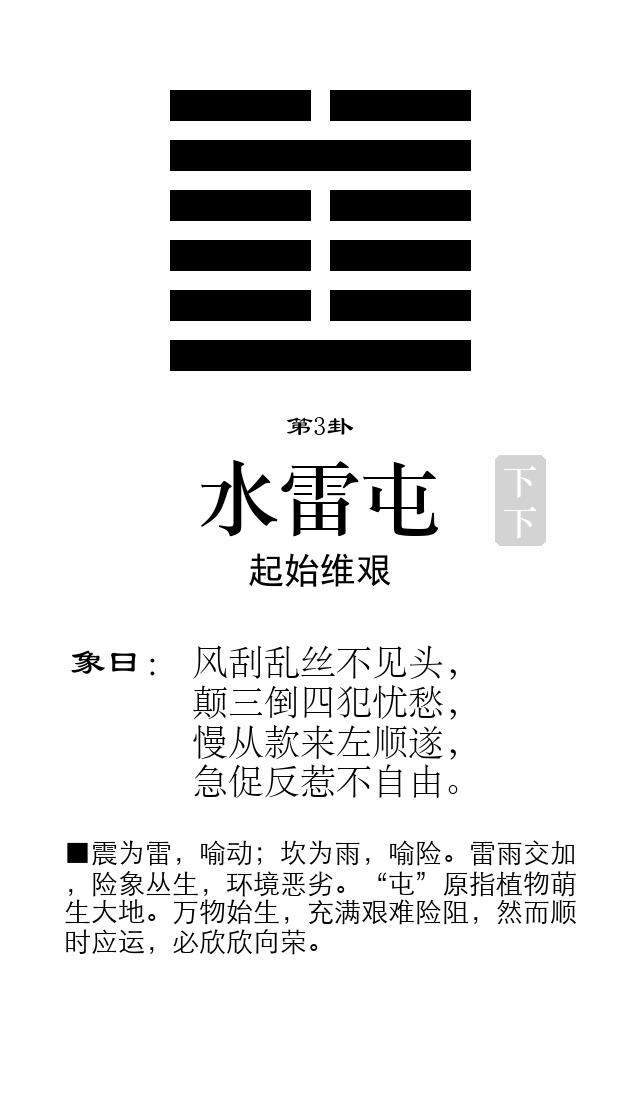 第3卦
水雷屯
下
下
起始维艰
象曰：
风刮乱丝不见头，
颠三倒四犯忧愁，
慢从款来左顺遂，
急促反惹不自由。
■震为雷，喻动；坎为雨，喻险。雷雨交加
，险象丛生，环境恶劣。“屯”原指植物萌
生大地。万物始生，充满艰难险阻，然而顺
时应运，必欣欣向荣。